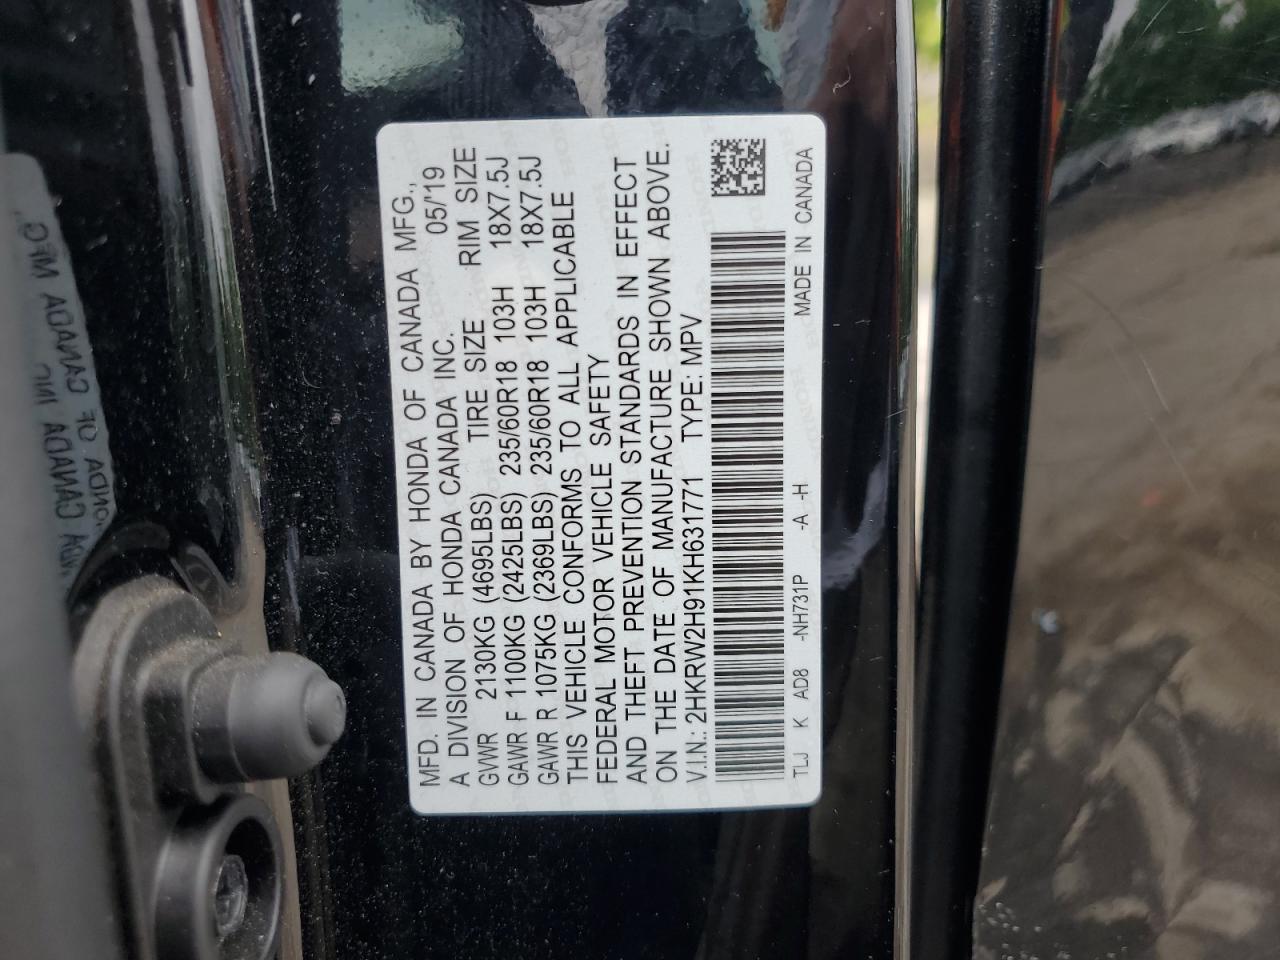 MFD. IN CANADA BY HONDA OF CANADA MFG.,
A DIVISION OF HONDA CANADA INC. 05/'19
GVWR 2130KG (4695LBS) TIRE SIZE RIM SIZE
GAWR F 1100KG (2425LBS) 235/60R18 103H 18X7.5J
GAWR R 1075KG (2369LBS) 235/60R18 103H 18X7.5J
THIS VEHICLE CONFORMS TO ALL APPLICABLE
FEDERAL MOTOR VEHICLE SAFETY
AND THEFT PREVENTION STANDARDS IN EFFECT
ON THE DATE OF MANUFACTURE SHOWN ABOVE.
V.I.N.: 2HKRW2H91KH631771 TYPE: MPV
TLJ K AD8 -NH731P -A -H MADE IN CANADA